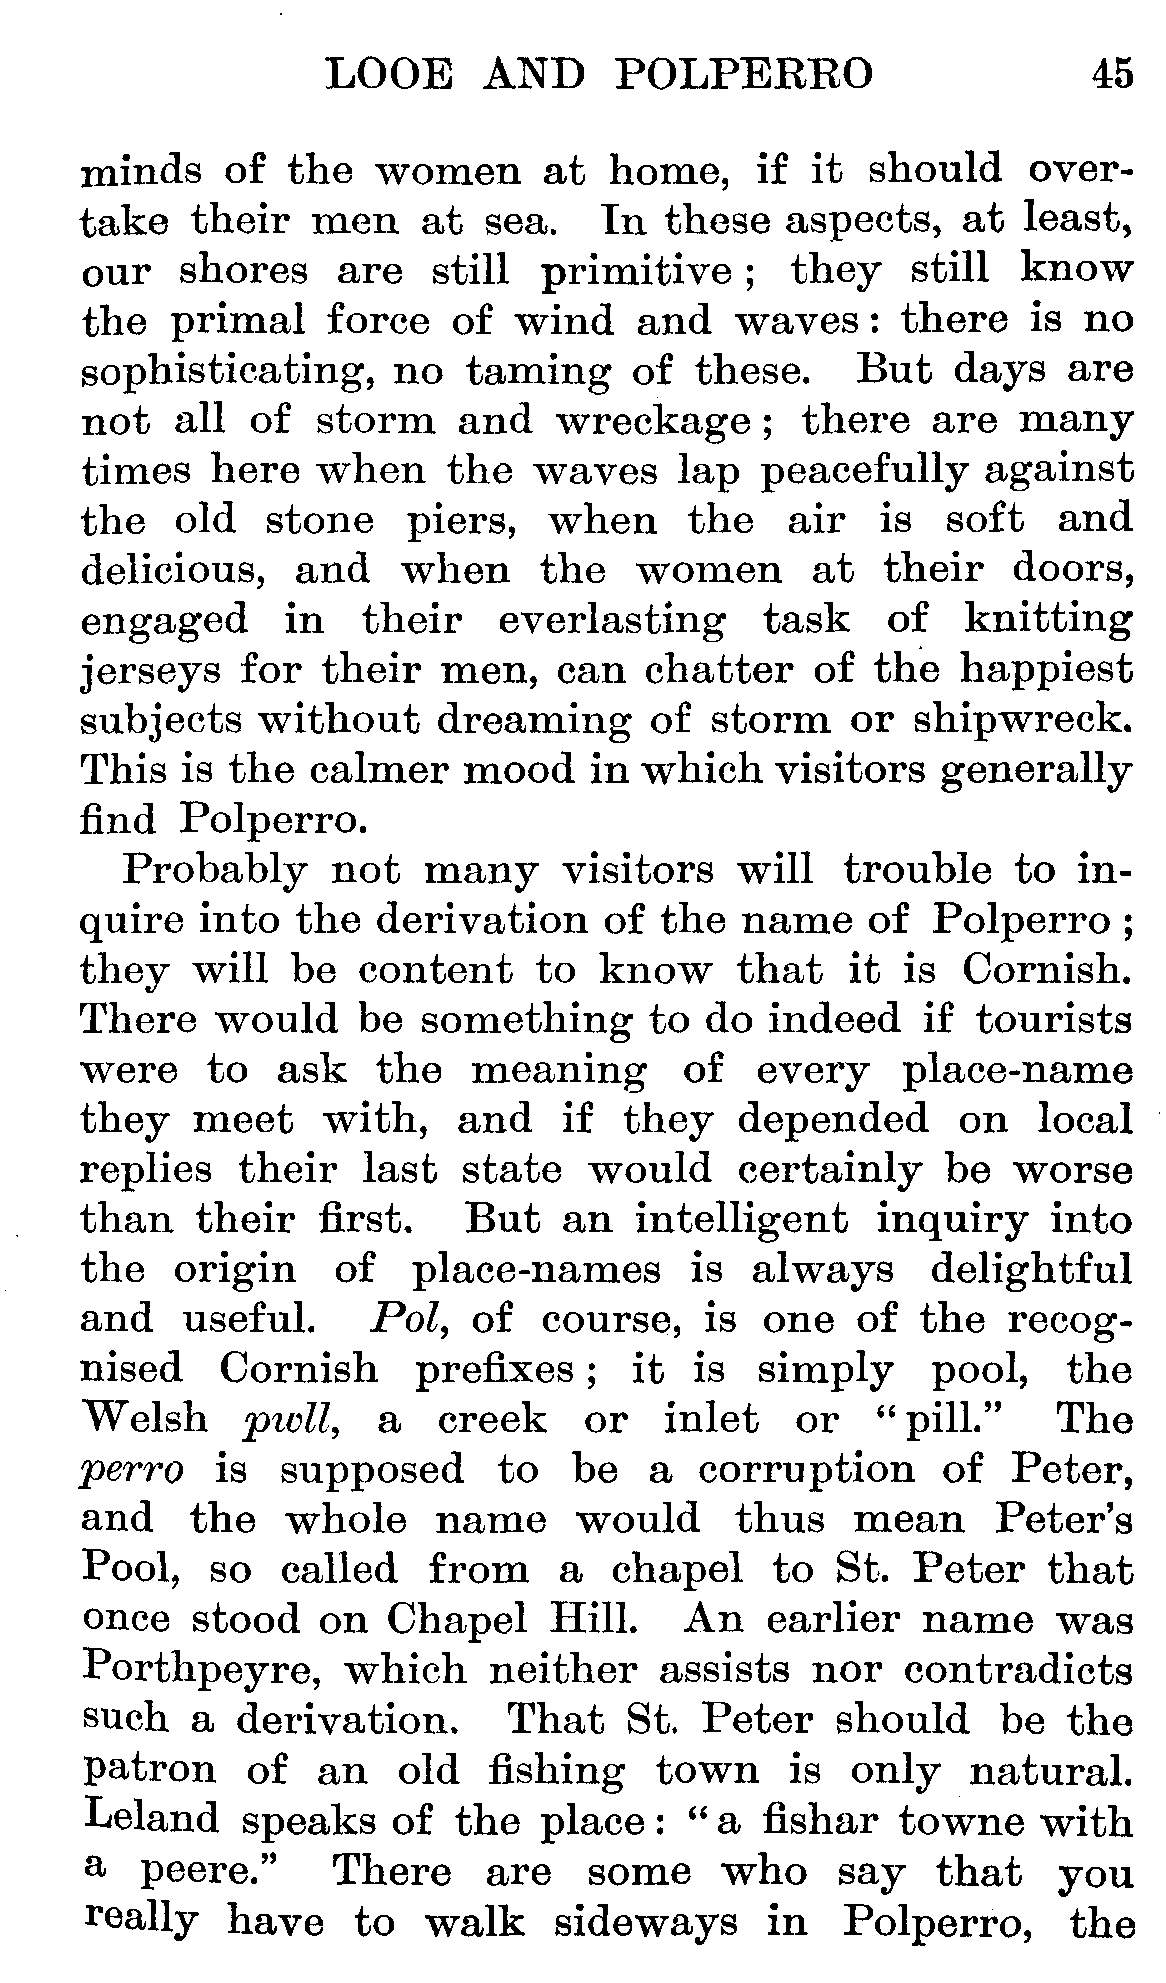 LOOE AND POLPERRO 45
minds of the women at home, if it should over-
take their men at sea. In these aspects, at least,
our shores are still primitive ; they still know
the primal force of wind and waves : there is no
sophisticating, no taming of these. But days are
not all of storm and wreckage ; there are many
times here when the waves lap peacefully against
the old stone piers, when the air is soft and
delicious, and when the women at their doors,
engaged in their everlasting task of knitting
jerseys for their men, can chatter of the happiest
subjects without dreaming of storm or shipwreck.
This is the calmer mood in which visitors generally
find Polperro.
Probably not many visitors will trouble to in-
quire into the derivation of the name of Polperro ;
they will be content to know that it is Cornish.
There would be something to do indeed if tourists
were to ask the meaning of every place-name
they meet with, and if they depended on local
replies their last state would certainly be worse
than their first. But an intelligent inquiry into
the origin of place-names is always delightful
and useful. Pol, of course, is one of the recog-
nised Cornish prefixes ; it is simply pool, the
Welsh pwll, a creek or inlet or “pill.” The
perro is supposed to be a corruption of Peter,
and the whole name would thus mean Peter’s
Pool, so called from a chapel to St. Peter that
once stood on Chapel Hill. An earlier name was
Porthpeyre, which neither assists nor contradicts
such a derivation. That St. Peter should be the
patron of an old fishing town is only natural.
Leland speaks of the place : “a fishar towne with
a peere.” There are some who say that you
really have to walk sideways in Polperro, the